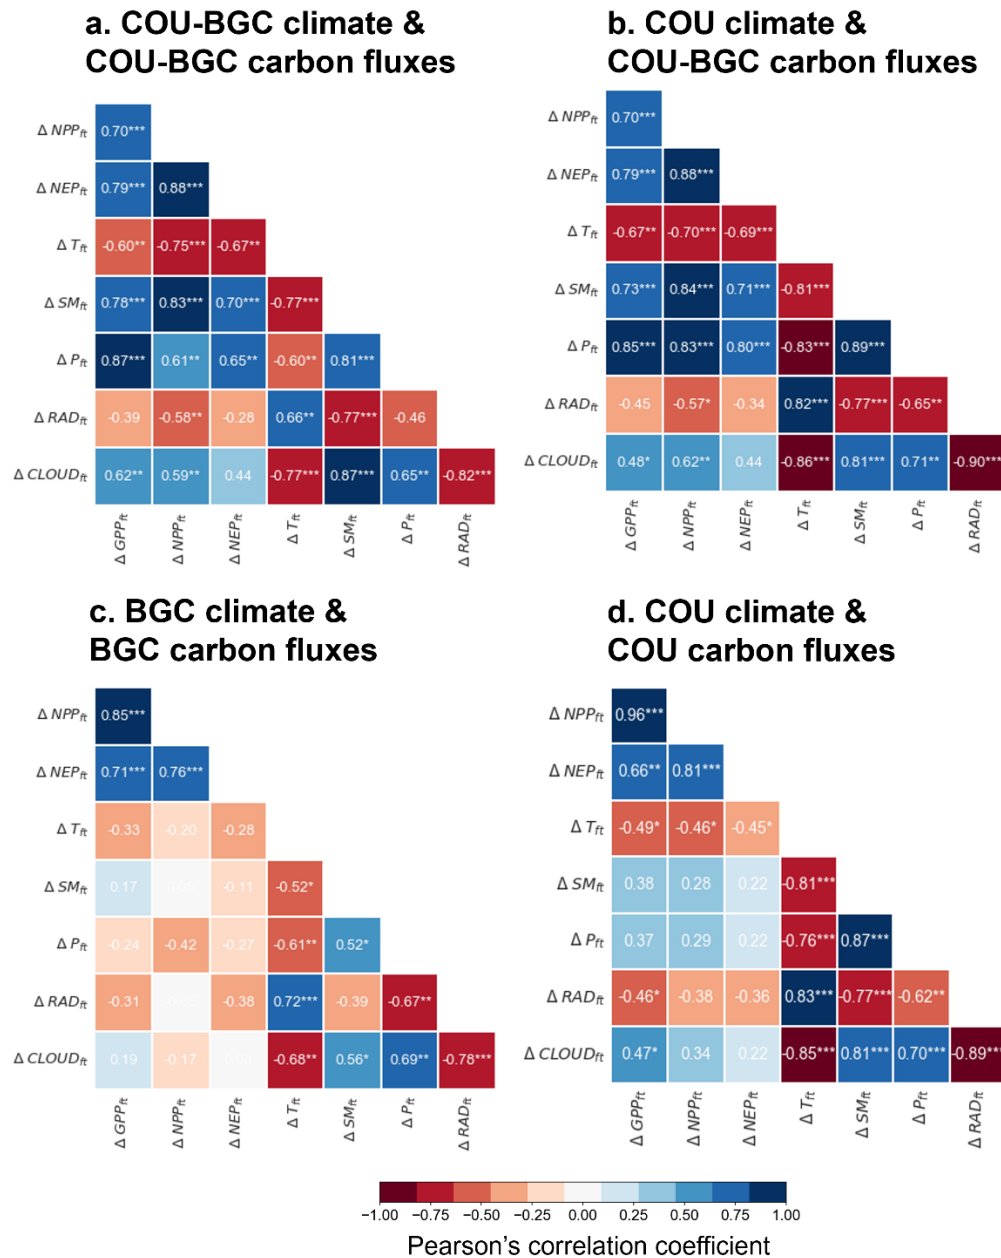 a. COU-BGC climate &
COU-BGC carbon fluxes
Δ NPPft 0.70***
Δ NEPft 0.79*** 0.88***
Δ Tft -0.60** -0.75*** -0.67**
Δ SMft 0.78*** 0.83*** 0.70*** -0.77***
Δ Pft 0.87*** 0.61** 0.65** -0.60** 0.81***
Δ RADft -0.39 -0.58** -0.28 0.66** -0.77*** -0.46
Δ CLOUDft 0.62** 0.59** 0.44 -0.77*** 0.87*** 0.65** -0.82***
Δ GPPft Δ NPPft Δ NEPft Δ Tft Δ SMft Δ Pft Δ RADft
b. COU climate &
COU-BGC carbon fluxes
Δ NPPft 0.70***
Δ NEPft 0.79*** 0.88***
Δ Tft -0.67** -0.70*** -0.69***
Δ SMft 0.73*** 0.84*** 0.71*** -0.81***
Δ Pft 0.85*** 0.83*** 0.80*** -0.83*** 0.89***
Δ RADft -0.45 -0.57* -0.34 0.82*** -0.77*** -0.65**
Δ CLOUDft 0.48* 0.62** 0.44 -0.86*** 0.81*** 0.71** -0.90***
Δ GPPft Δ NPPft Δ NEPft Δ Tft Δ SMft Δ Pft Δ RADft
c. BGC climate &
BGC carbon fluxes
Δ NPPft 0.85***
Δ NEPft 0.71*** 0.76***
Δ Tft -0.33 -0.20 -0.28
Δ SMft 0.17 -0.11 -0.52*
Δ Pft -0.24 -0.42 -0.27 -0.61** 0.52*
Δ RADft -0.31 -0.38 0.72*** -0.39 -0.67**
Δ CLOUDft 0.19 -0.17 -0.68** 0.56* 0.69** -0.78***
Δ GPPft Δ NPPft Δ NEPft Δ Tft Δ SMft Δ Pft Δ RADft
d. COU climate &
COU carbon fluxes
Δ NPPft 0.96***
Δ NEPft 0.66** 0.81***
Δ Tft -0.49* -0.46* -0.45*
Δ SMft 0.38 0.28 0.22 -0.81***
Δ Pft 0.37 0.29 0.22 -0.76*** 0.87***
Δ RADft -0.46* -0.38 -0.36 0.83*** -0.77*** -0.62**
Δ CLOUDft 0.47* 0.34 0.22 -0.85*** 0.81*** 0.70** -0.89***
Δ GPPft Δ NPPft Δ NEPft Δ Tft Δ SMft Δ Pft Δ RADft
−1.00 −0.75 −0.50 −0.25 0.00 0.25 0.50 0.75 1.00
Pearson's correlation coefficient